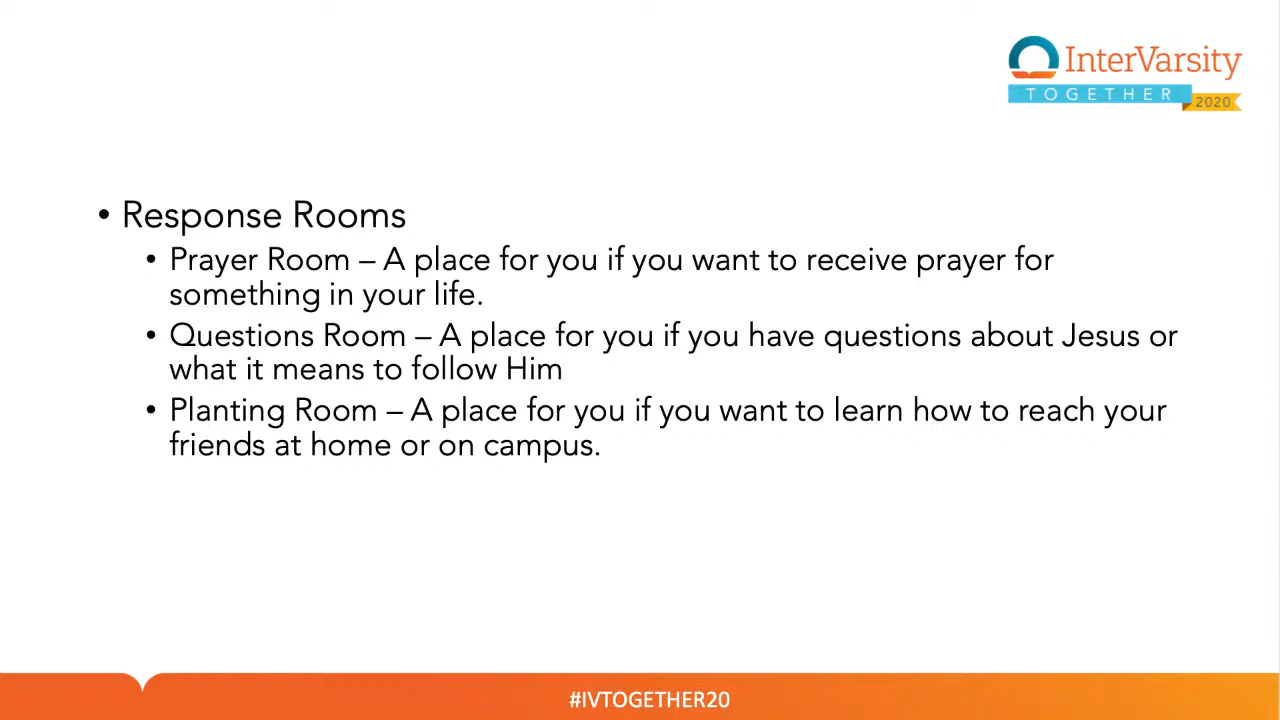 InterVarsity
TOGETHER
2020
• Response Rooms
• Prayer Room – A place for you if you want to receive prayer for
something in your life.
• Questions Room – A place for you if you have questions about Jesus or
what it means to follow Him
• Planting Room – A place for you if you want to learn how to reach your
friends at home or on campus.
#IVTOGETHER20